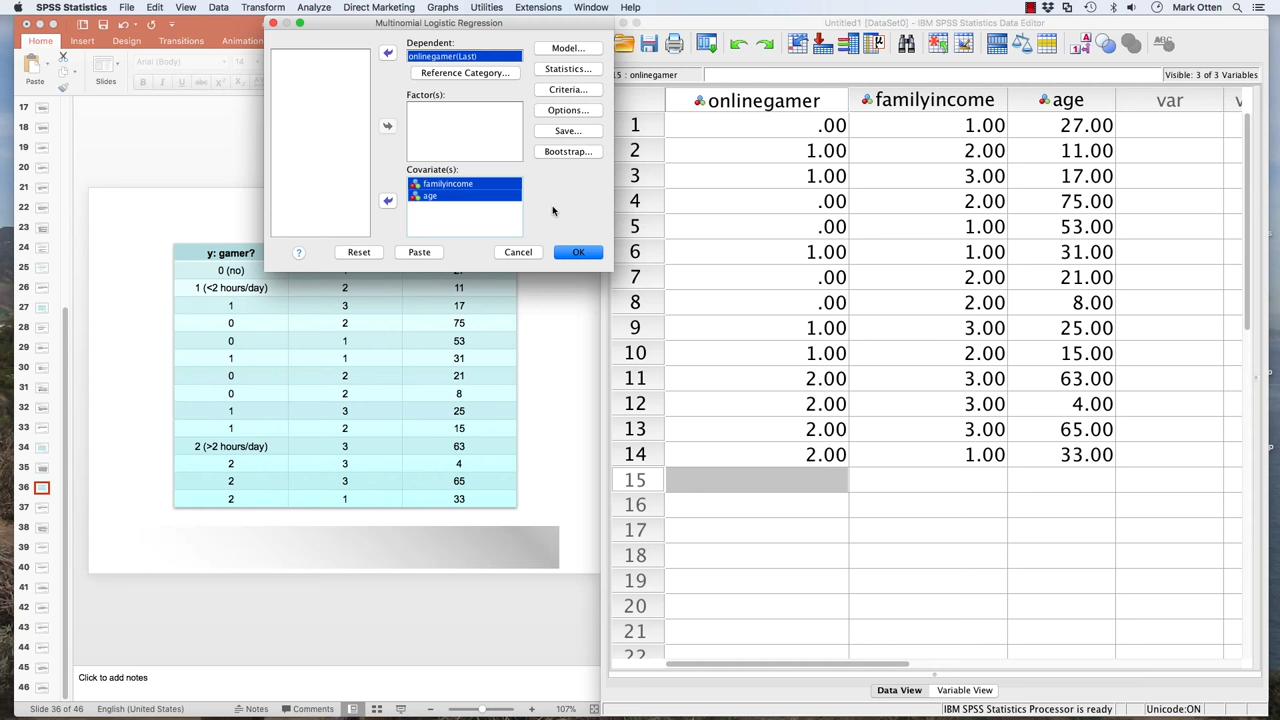 SPSS Statistics File Edit View Data Transform Analyze Direct Marketing Graphs Utilities Extensions Window Help Mark Otten
Home Insert Design Transitions Animation
Paste Slides Arial (Body)
B I U
17
18
19
20
21
22
23
24
25
26
27
28
29
30
31
32
33
34
35
36
37
38
39
40
41
42
43
44
45
46
Multinomial Logistic Regression
Dependent:
onlinegamer(Last)
Reference Category...
Factor(s):
Covariate(s):
familyincome
age
Model...
Statistics...
Criteria...
Options...
Save...
Bootstrap...
? Reset Paste Cancel OK
y: gamer?
0 (no)
1 (<2 hours/day) 2 11
1 3 17
0 2 75
0 1 53
1 1 31
0 2 21
0 2 8
1 3 25
1 2 15
2 (>2 hours/day) 3 63
2 3 4
2 3 65
2 1 33
Click to add notes
Slide 36 of 46 English (United States) Notes Comments 107%
Untitled1 [DataSet0] - IBM SPSS Statistics Data Editor
15 : onlinegamer Visible: 3 of 3 Variables
onlinegamer familyincome age var v
1 .00 1.00 27.00
2 1.00 2.00 11.00
3 1.00 3.00 17.00
4 .00 2.00 75.00
5 .00 1.00 53.00
6 1.00 1.00 31.00
7 .00 2.00 21.00
8 .00 2.00 8.00
9 1.00 3.00 25.00
10 1.00 2.00 15.00
11 2.00 3.00 63.00
12 2.00 3.00 4.00
13 2.00 3.00 65.00
14 2.00 1.00 33.00
15
16
17
18
19
20
21
22
Data View Variable View
IBM SPSS Statistics Processor is ready Unicode:ON